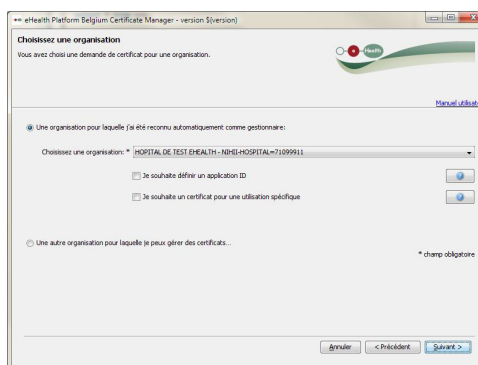 eHealth Platform Belgium Certificate Manager - version $(version)
Choisissez une organisation
Vous avez choisi une demande de certificat pour une organisation.
Health
Manuel utilisat
Une organisation pour laquelle j'ai été reconnu automatiquement comme gestionnaire:
Choisissez une organisation: * HOPITAL DE TEST EHEALTH - NIHII-HOSPITAL=71099911
Je souhaite définir un application ID
Je souhaite un certificat pour une utilisation spécifique
Une autre organisation pour laquelle je peux gérer des certificats...
* champ obligatoire
Annuler < Précédent Suivant >